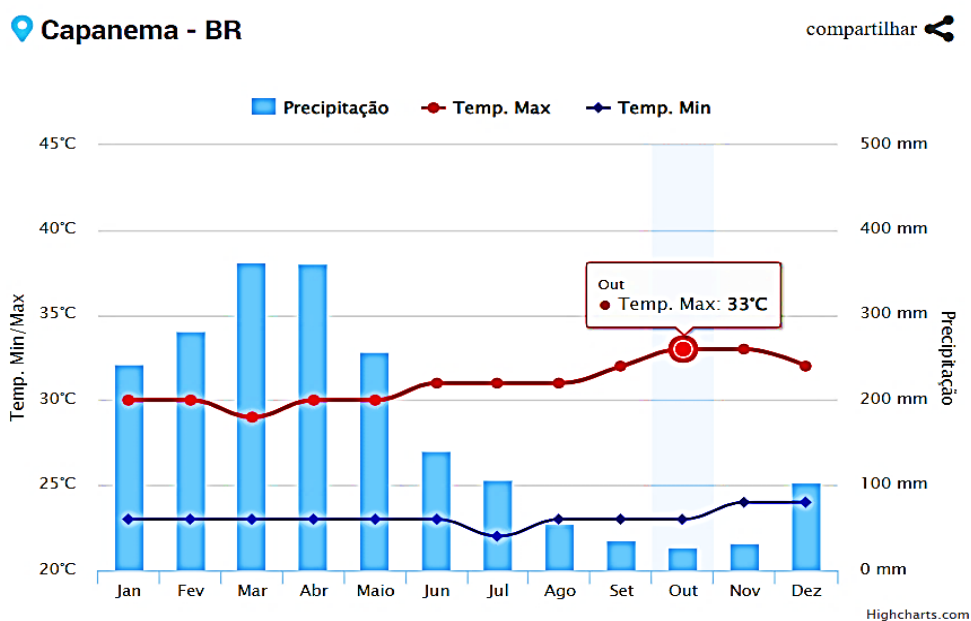 Capanema - BR
compartilhar
Precipitação
Temp. Max
Temp. Min
45°C
500 mm
40°C
400 mm
Out
Temp. Max: 33°C
35°C
300 mm
Temp. Min/Max
Precipitação
30°C
200 mm
25°C
100 mm
20°C
0 mm
Jan Fev Mar Abr Maio Jun Jul Ago Set Out Nov Dez
Highcharts.com